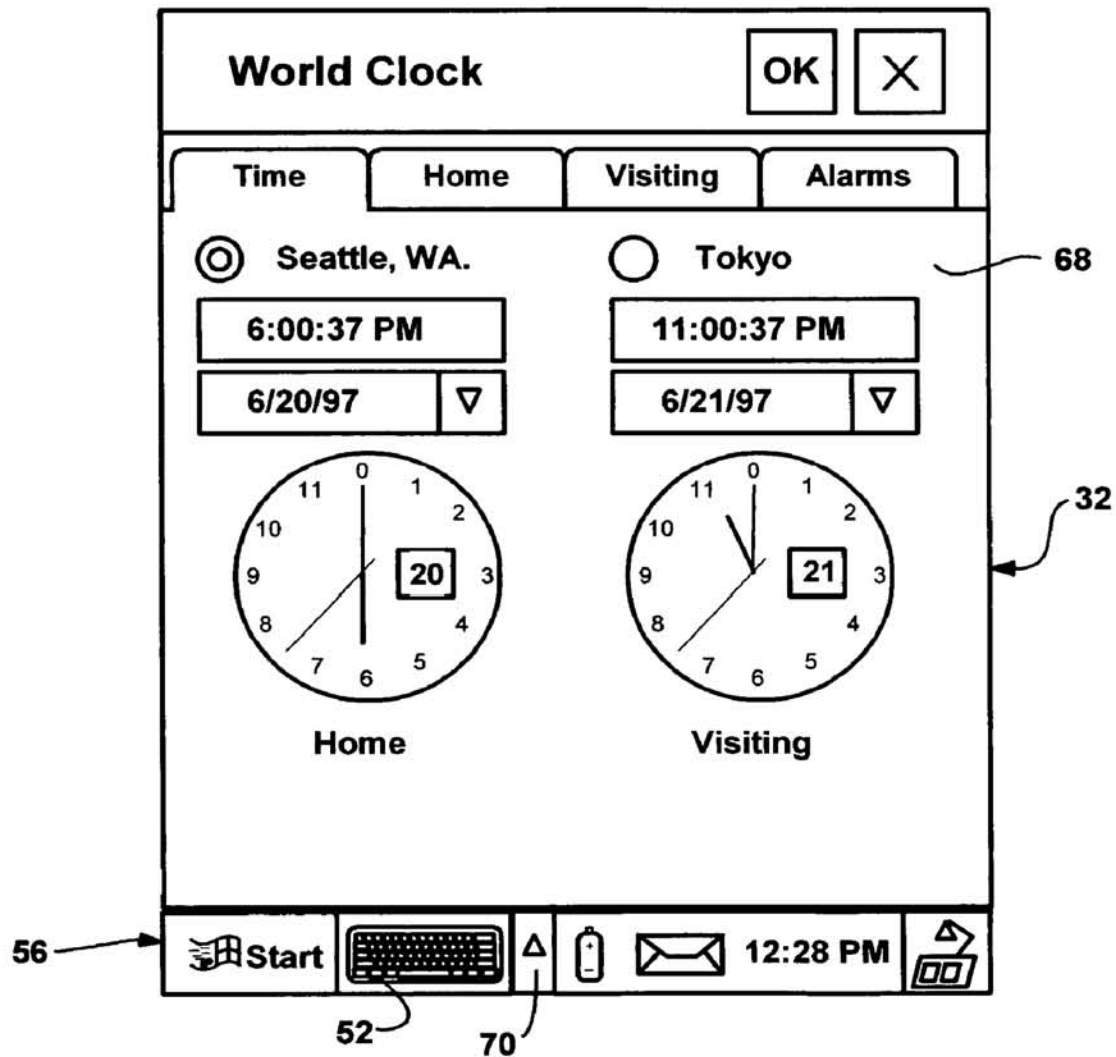 World Clock OK X
Time Home Visiting Alarms
Seattle, WA. Tokyo 68
6:00:37 PM 11:00:37 PM
6/20/97 6/21/97
0 1 2 3 4 5 6 7 8 9 10 11 20
0 1 2 3 4 5 6 7 8 9 10 11 21
32
Home Visiting
56 Start 12:28 PM
52 70